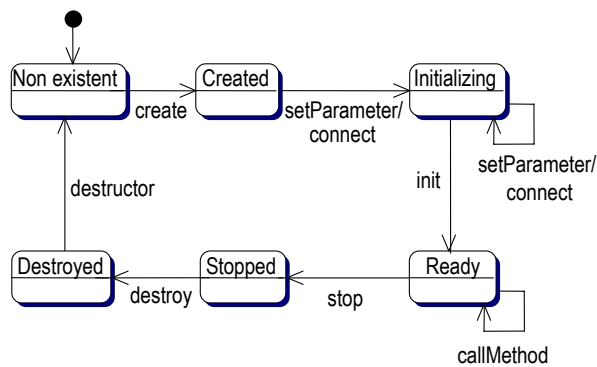 Non existent
Created
Initializing
create
setParameter/
connect
setParameter/
connect
init
destructor
Destroyed
Stopped
Ready
destroy
stop
callMethod